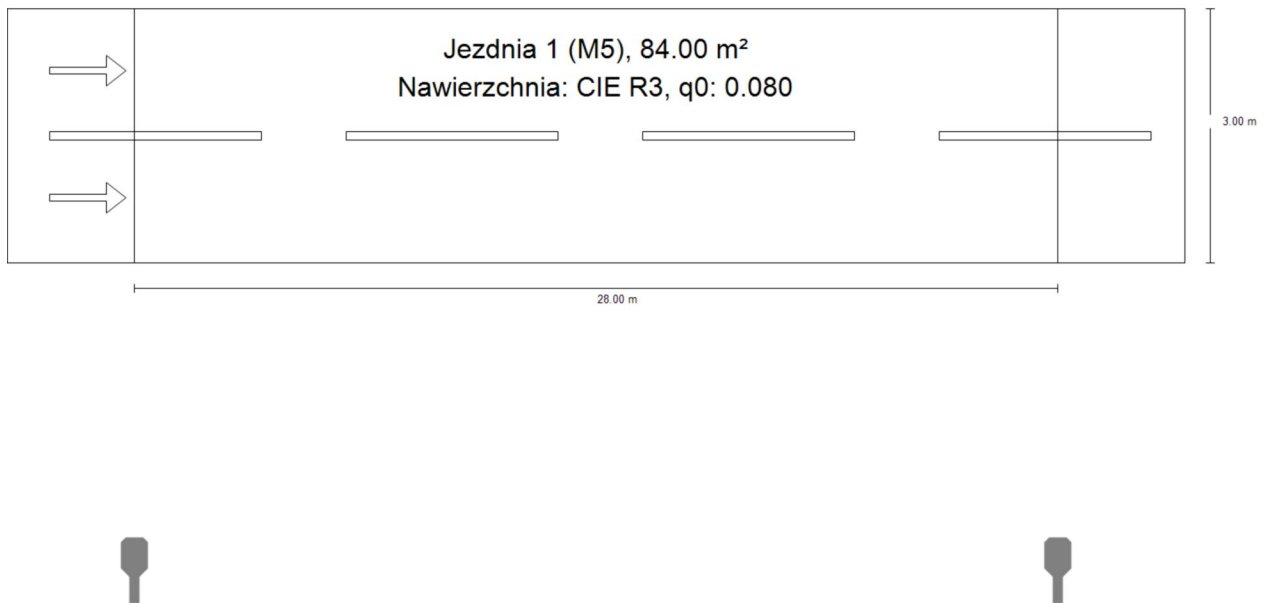 Jezdnia 1 (M5), 84.00 m²
Nawierzchnia: CIE R3, q0: 0.080
3.00 m
28.00 m